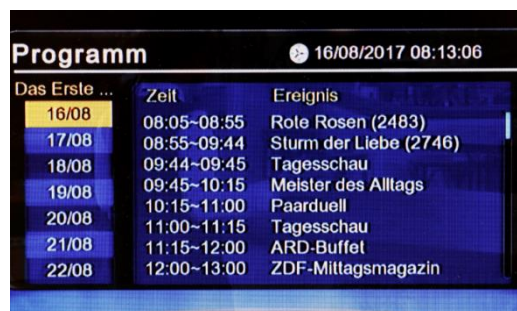 Programm
16/08/2017 08:13:06
Das Erste ...
16/08
17/08
18/08
19/08
20/08
21/08
22/08
Zeit Ereignis
08:05~08:55 Rote Rosen (2483)
08:55~09:44 Sturm der Liebe (2746)
09:44~09:45 Tagesschau
09:45~10:15 Meister des Alltags
10:15~11:00 Paarduell
11:00~11:15 Tagesschau
11:15~12:00 ARD-Buffet
12:00~13:00 ZDF-Mittagsmagazin